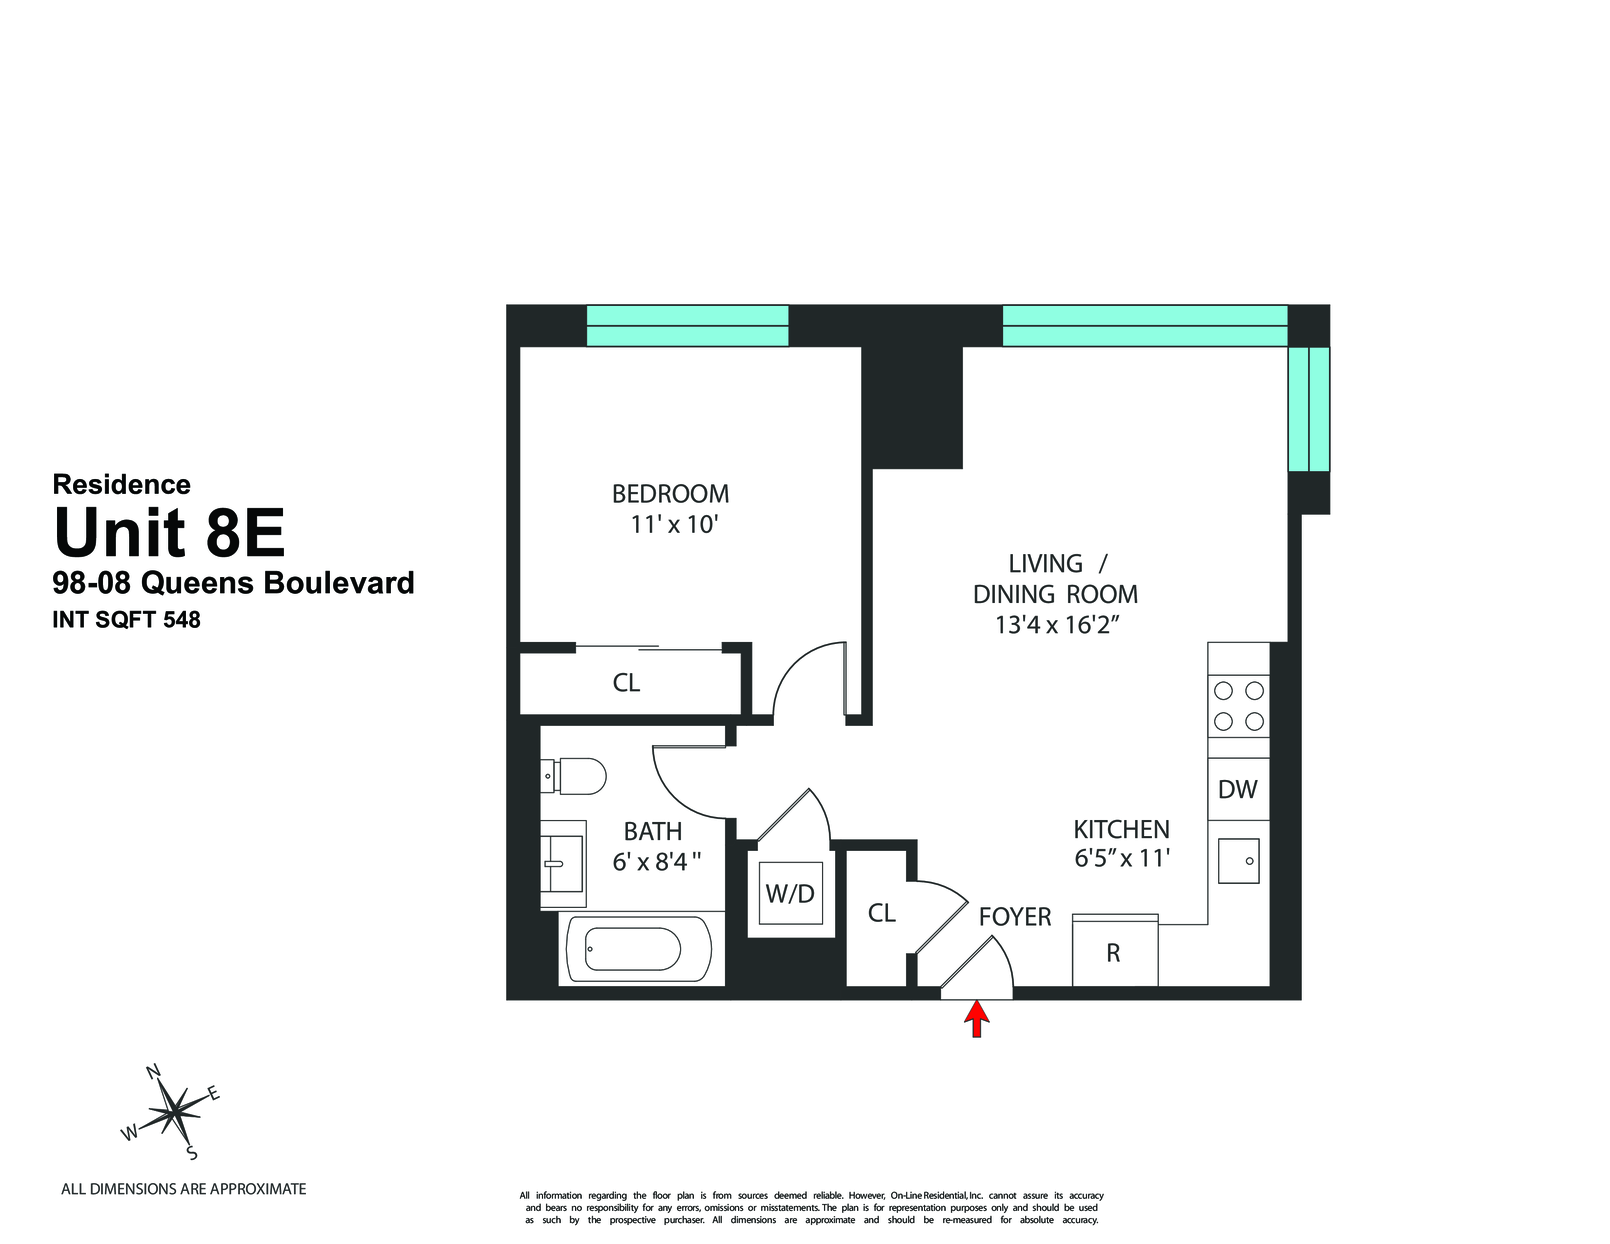 Residence
Unit 8E
98-08 Queens Boulevard
INT SQFT 548
BEDROOM
11' x 10'
LIVING /
DINING ROOM
13'4 x 16'2”
CL
DW
BATH
6' x 8'4 "
KITCHEN
6'5” x 11'
W/D
CL
FOYER
R
N
E
W
S
ALL DIMENSIONS ARE APPROXIMATE
All information regarding the floor plan is from sources deemed reliable. However, On-Line Residential, Inc. cannot assure its accuracy
and bears no responsibility for any errors, omissions or misstatements. The plan is for representation purposes only and should be used
as such by the prospective purchaser. All dimensions are approximate and should be re-measured for absolute accuracy.